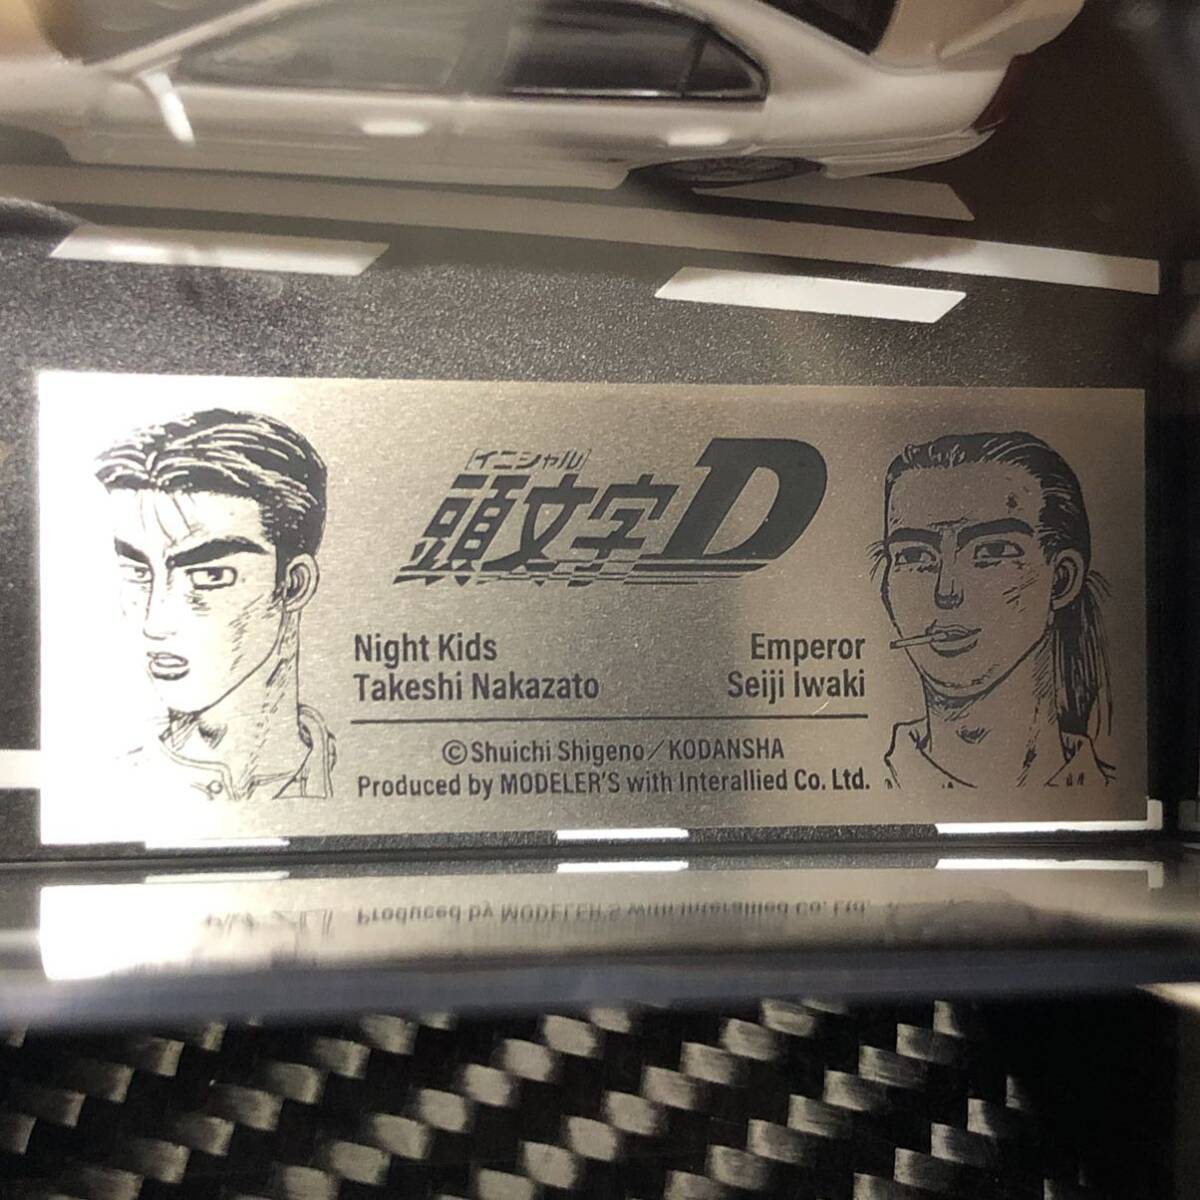 [イニシャル]
頭文字D
Night Kids
Takeshi Nakazato
Emperor
Seiji Iwaki
©Shuichi Shigeno／KODANSHA
Produced by MODELER'S with Interallied Co. Ltd.